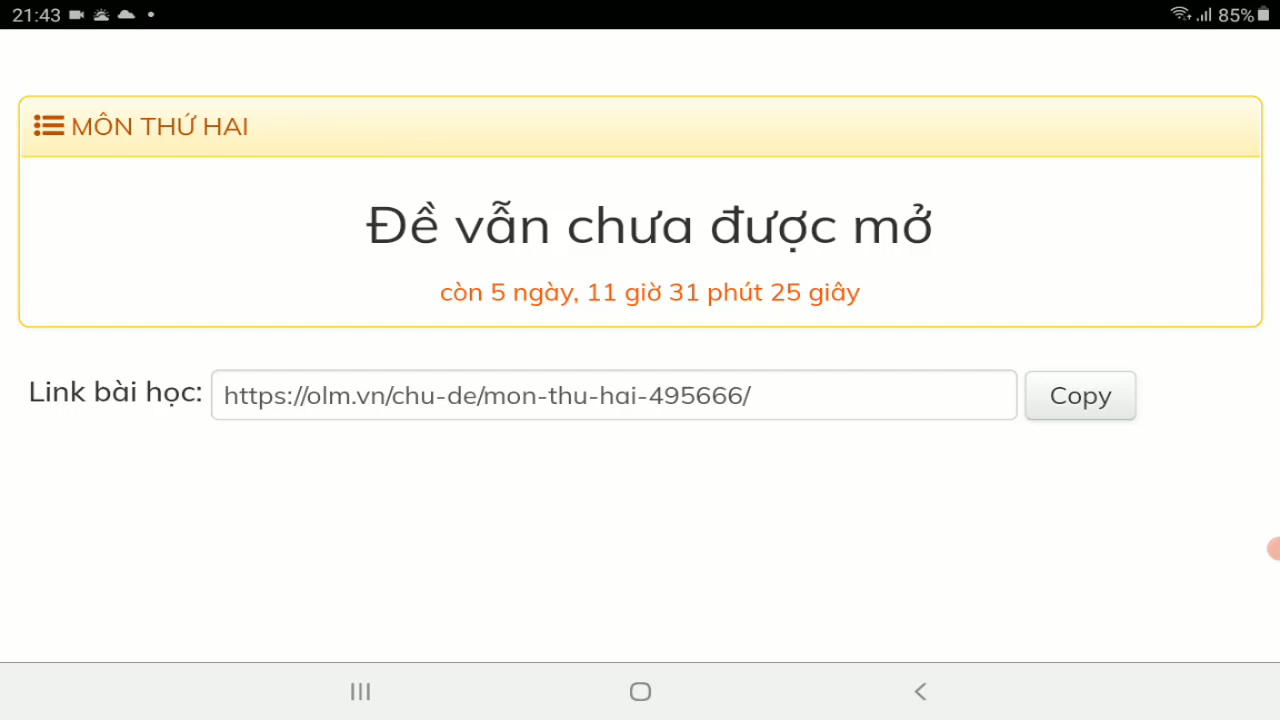 21:43 85%
MÔN THỨ HAI
Đề vẫn chưa được mở
còn 5 ngày, 11 giờ 31 phút 25 giây
Link bài học: https://olm.vn/chu-de/mon-thu-hai-495666/ Copy